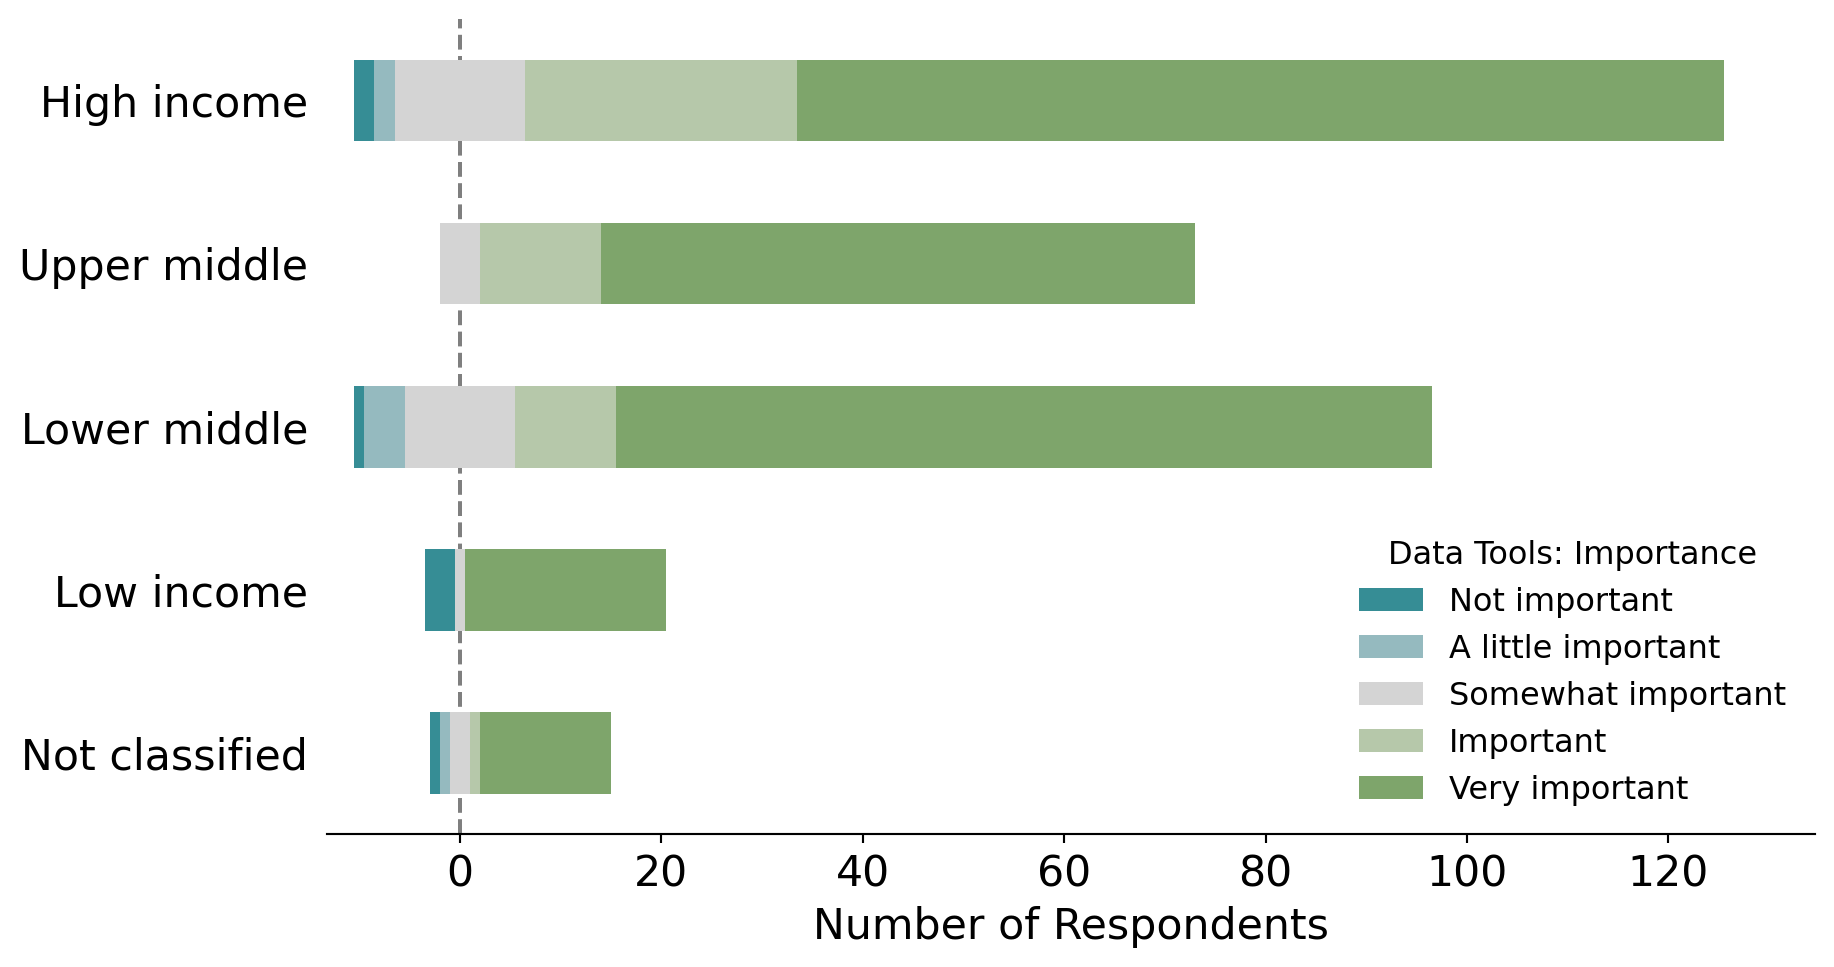 High income
Upper middle
Lower middle
Low income
Not classified
Data Tools: Importance
Not important
A little important
Somewhat important
Important
Very important
0 20 40 60 80 100 120
Number of Respondents